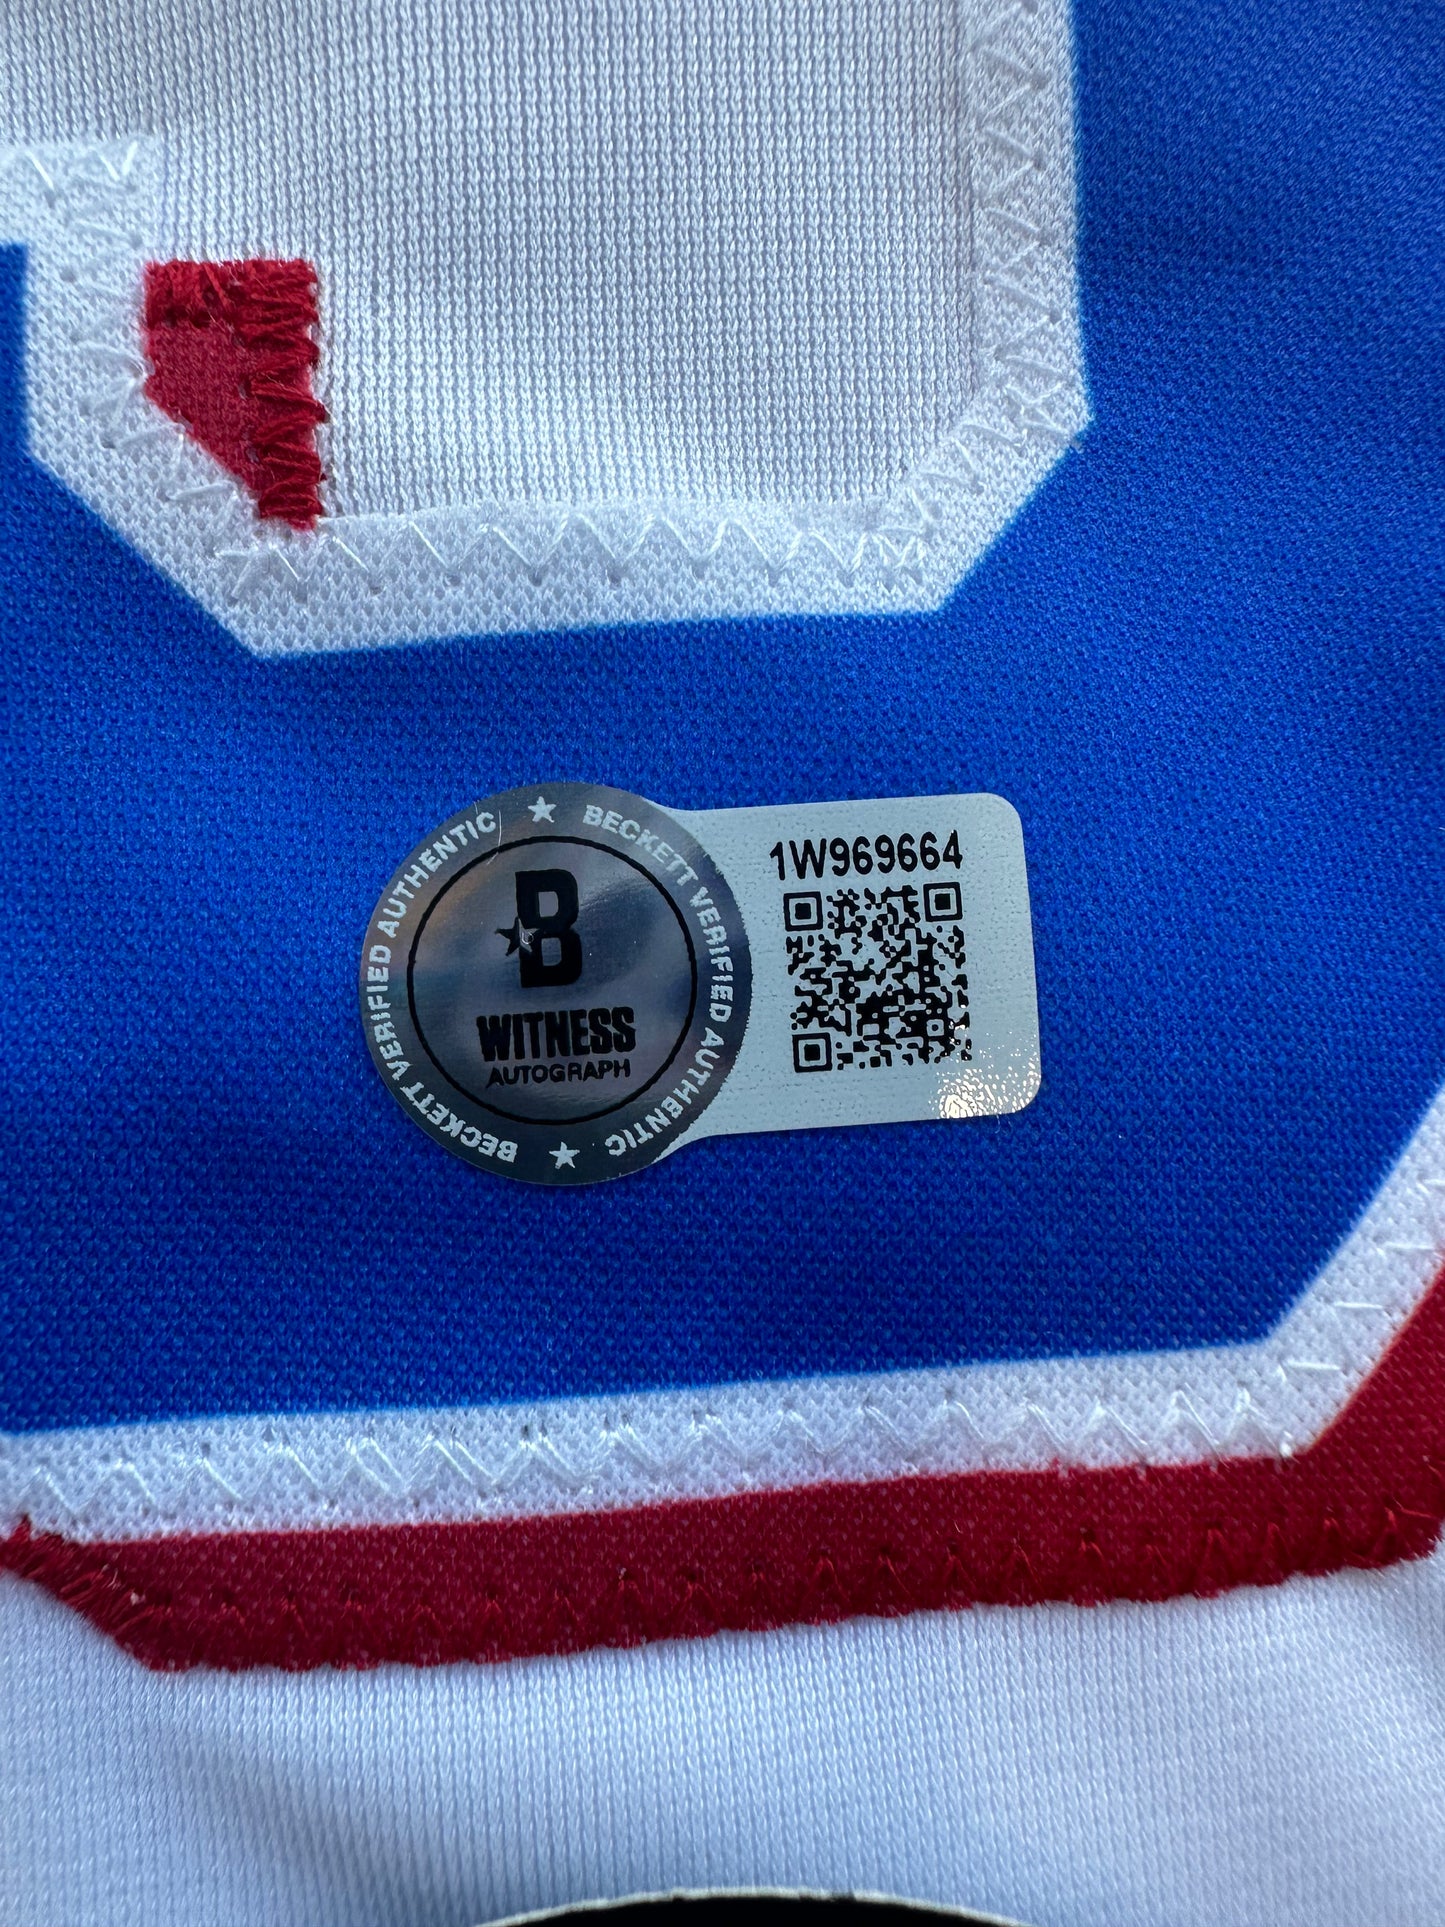 BECKETT VERIFIED AUTHENTIC ★ BECKETT VERIFIED AUTHENTIC ★
B
WITNESS
AUTOGRAPH
1W969664